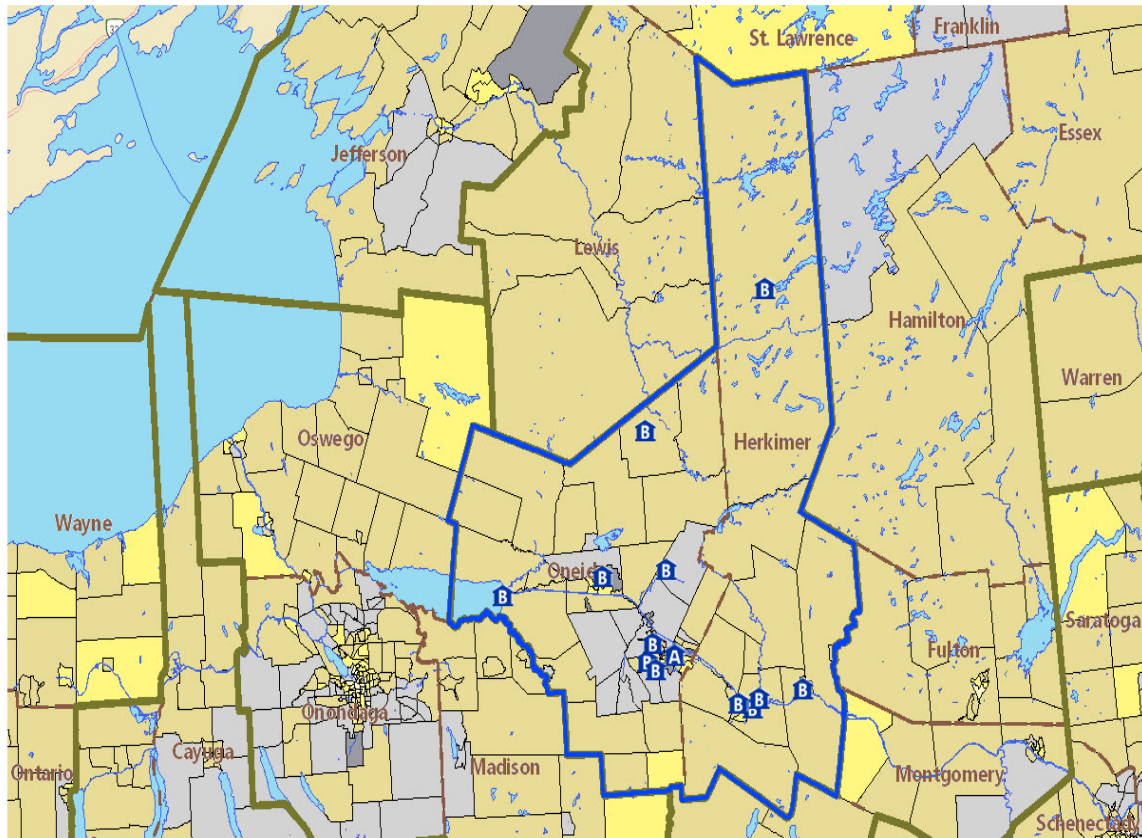 St. Lawrence
Franklin
Essex
Jefferson
Lewis
B
Hamilton
Warren
B
Oswego
Herkimer
Wayne
Oneida
B
B
B
Saratoga
B
A
B
B
Fulton
B
B
B
B
Onondaga
Cayuga
Ontario
Madison
Montgomery
Schenectady